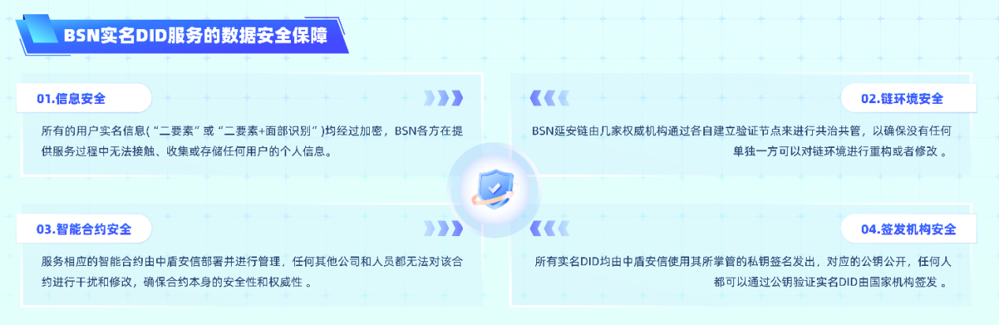 BSN实名DID服务的数据安全保障
01.信息安全
所有的用户实名信息(“二要素”或“二要素+面部识别”)均经过加密，BSN各方在提
供服务过程中无法接触、收集或存储任何用户的个人信息。
02.链环境安全
BSN延安链由几家权威机构通过各自建立验证节点来进行共治共管，以确保没有任何
单独一方可以对链环境进行重构或者修改 。
03.智能合约安全
服务相应的智能合约由中盾安信部署并进行管理，任何其他公司和人员都无法对该合
约进行干扰和修改，确保合约本身的安全性和权威性 。
04.签发机构安全
所有实名DID均由中盾安信使用其所掌管的私钥签名发出，对应的公钥公开，任何人
都可以通过公钥验证实名DID由国家机构签发 。